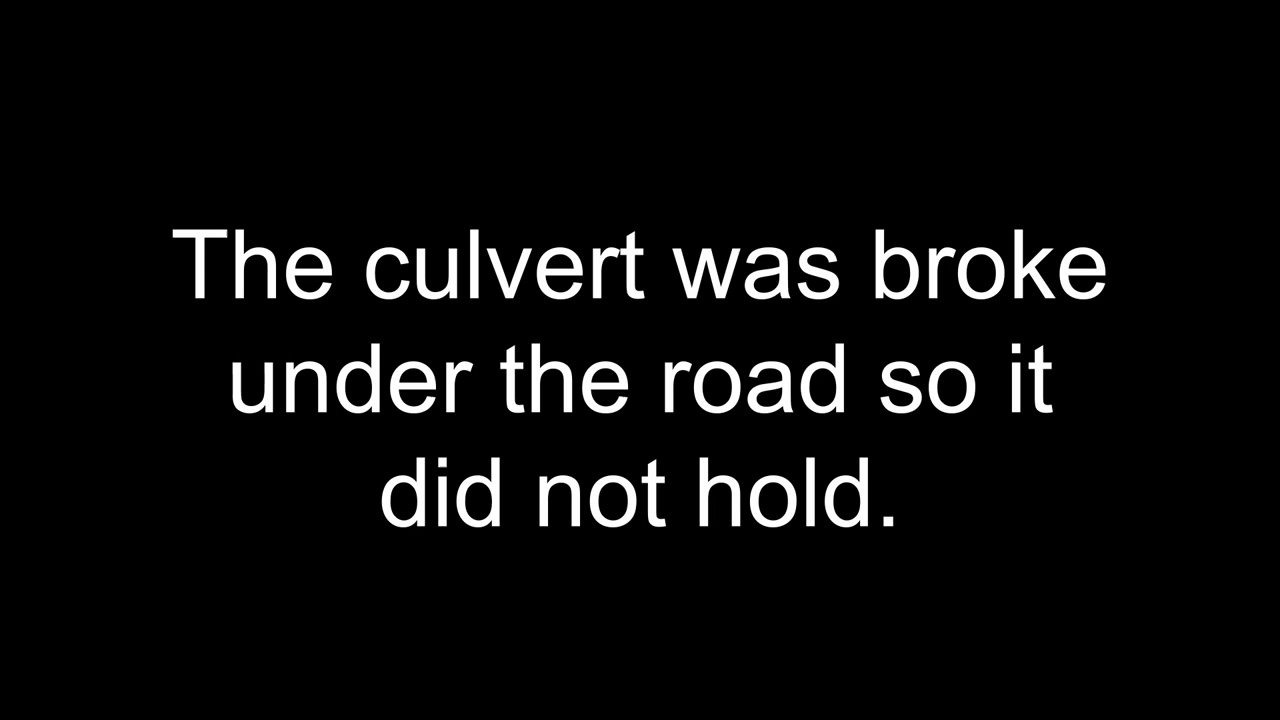 The culvert was broke
under the road so it
did not hold.